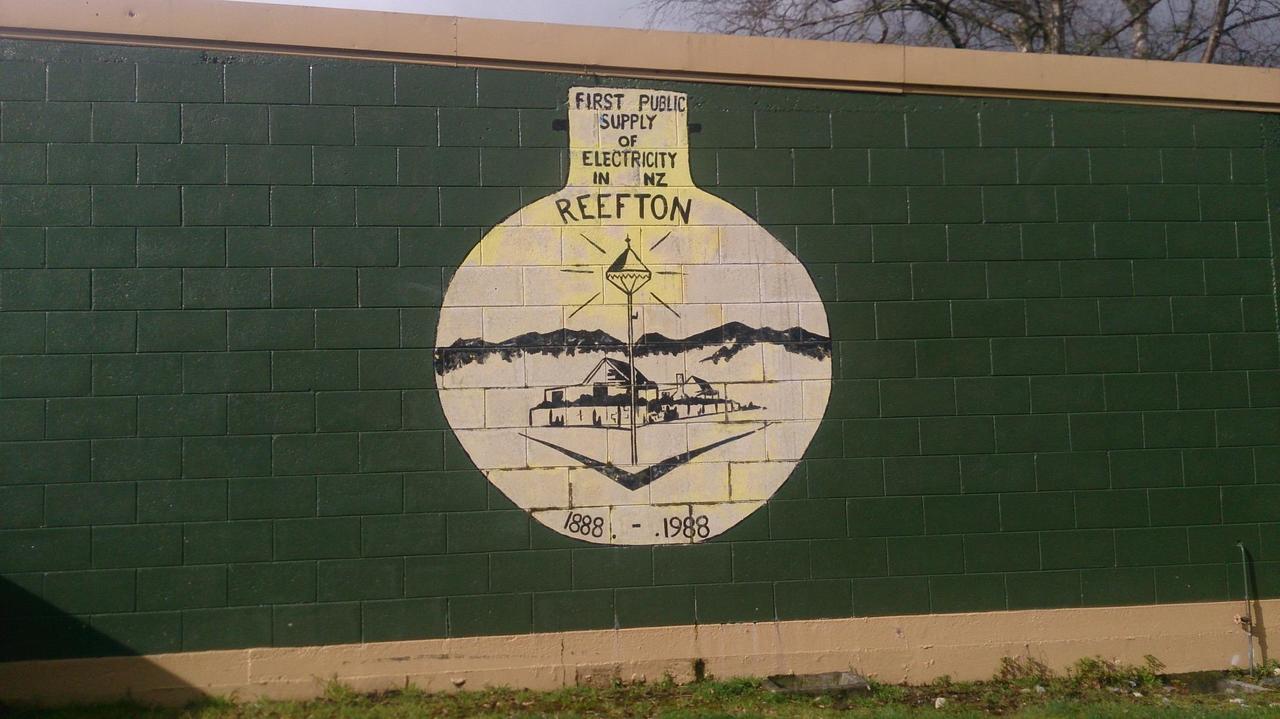 FIRST PUBLIC
SUPPLY
OF
ELECTRICITY
IN NZ
REEFTON
1888. - .1988